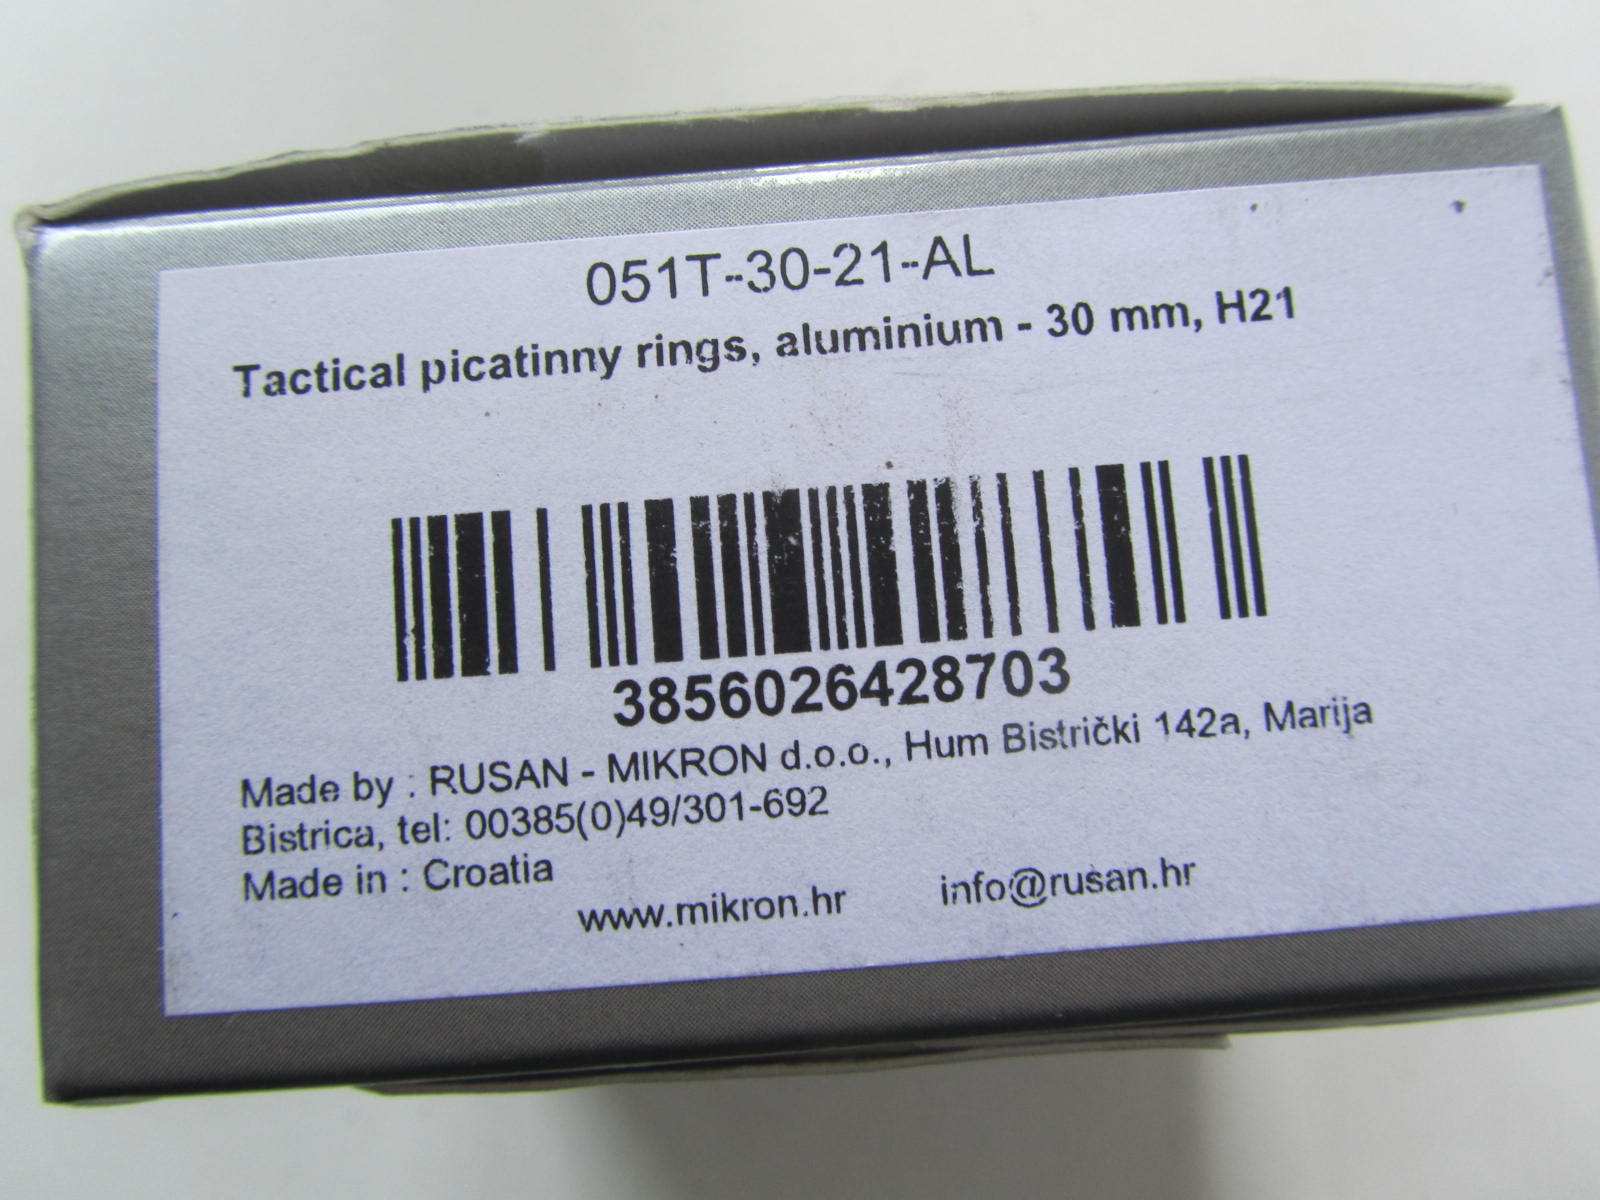 051T-30-21-AL
Tactical picatinny rings, aluminium - 30 mm, H21
3856026428703
Made by : RUSAN - MIKRON d.o.o., Hum Bistrički 142a, Marija
Bistrica, tel: 00385(0)49/301-692
Made in : Croatia
www.mikron.hr info@rusan.hr